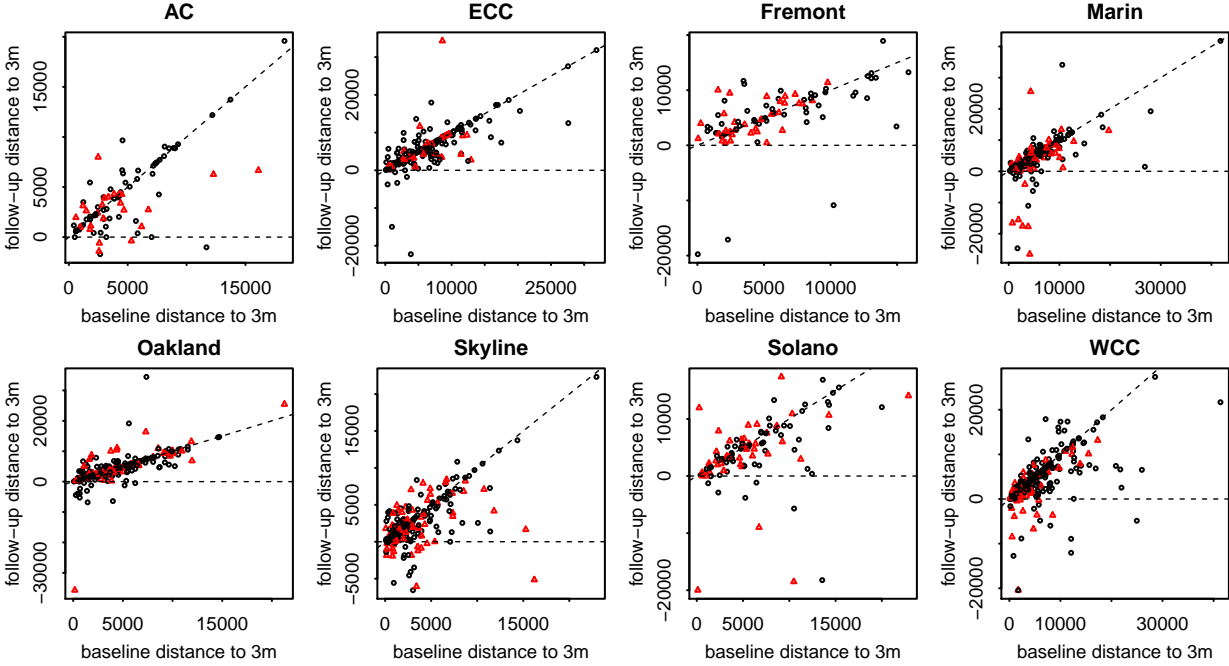 AC
follow−up distance to 3m
15000
5000
0
0 5000 15000
baseline distance to 3m
ECC
follow−up distance to 3m
20000
0
−20000
0 10000 25000
baseline distance to 3m
Fremont
follow−up distance to 3m
10000
0
−20000
0 5000 10000
baseline distance to 3m
Marin
follow−up distance to 3m
20000
0
−20000
0 10000 30000
baseline distance to 3m
Oakland
follow−up distance to 3m
20000
0
−30000
0 5000 15000
baseline distance to 3m
Skyline
follow−up distance to 3m
15000
5000
−5000
0 5000 15000
baseline distance to 3m
Solano
follow−up distance to 3m
10000
0
−20000
0 5000 15000
baseline distance to 3m
WCC
follow−up distance to 3m
20000
0
−20000
0 10000 30000
baseline distance to 3m